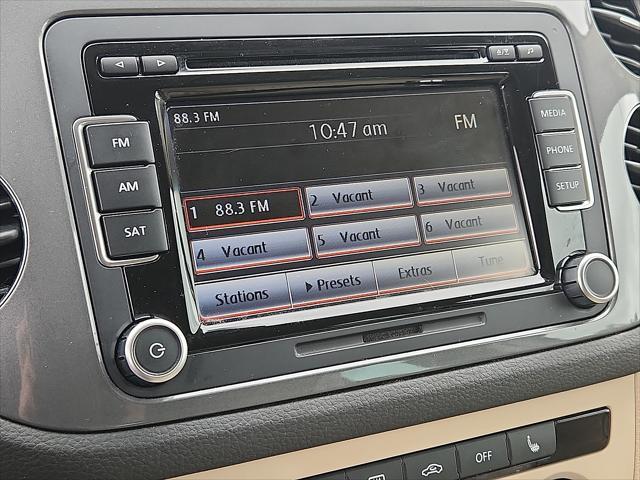 88.3 FM
10:47 am
FM
FM
AM
SAT
MEDIA
PHONE
SETUP
1 88.3 FM
2 Vacant
3 Vacant
4 Vacant
5 Vacant
6 Vacant
Stations
Presets
Extras
Tune
OFF